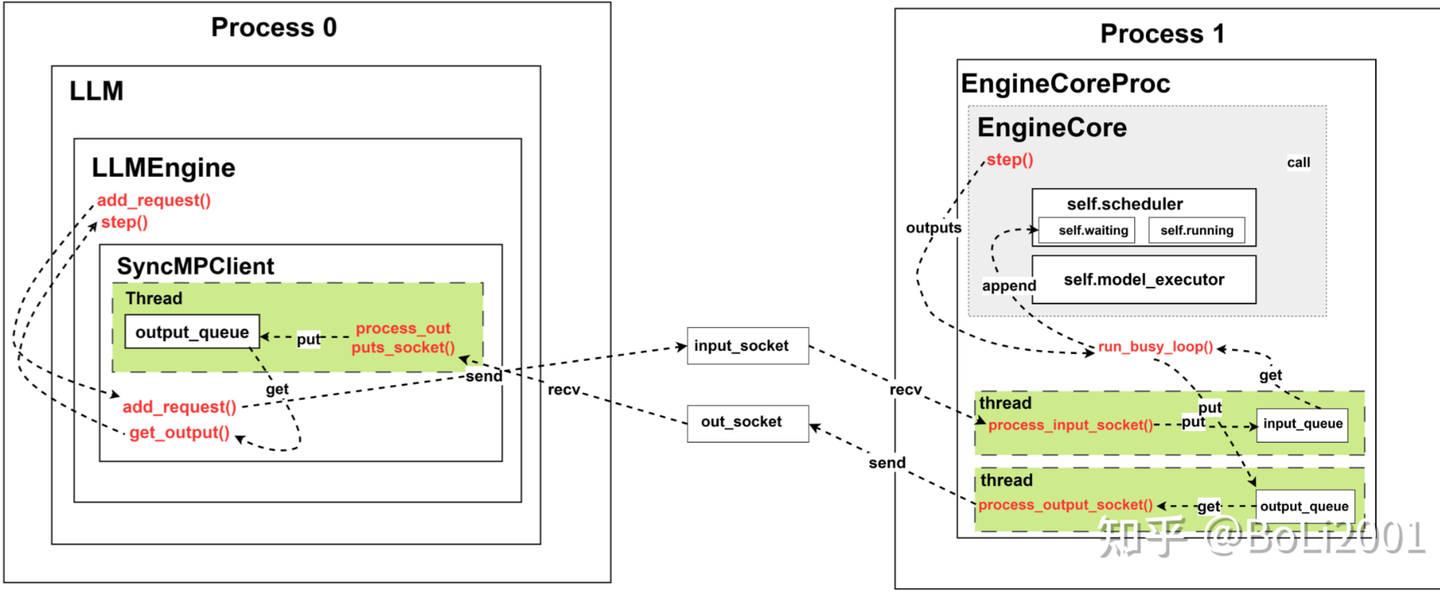 Process 0
LLM
LLMEngine
add_request()
step()
SyncMPClient
Thread
output_queue
put
process_out
puts_socket()
get
add_request()
get_output()
send
recv
input_socket
out_socket
recv
send
Process 1
EngineCoreProc
EngineCore
step()
call
self.scheduler
self.waiting
self.running
outputs
append
self.model_executor
run_busy_loop()
get
put
thread
process_input_socket()
put
input_queue
thread
process_output_socket()
get
output_queue
知乎 @BoLi2001